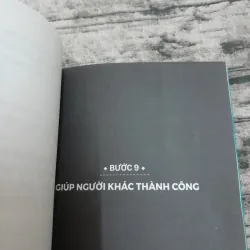 • BƯỚC 9 •
GIÚP NGƯỜI KHÁC THÀNH CÔNG